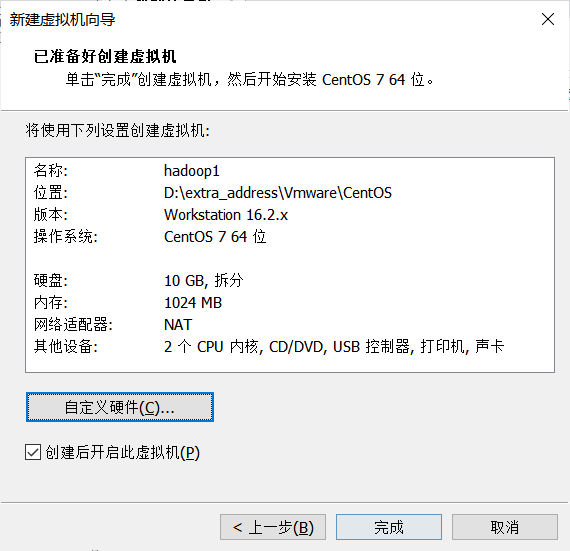 新建虚拟机向导
已准备好创建虚拟机
单击“完成”创建虚拟机，然后开始安装 CentOS 7 64 位。
将使用下列设置创建虚拟机:
名称: hadoop1
位置: D:\extra_address\Vmware\CentOS
版本: Workstation 16.2.x
操作系统: CentOS 7 64 位
硬盘: 10 GB, 拆分
内存: 1024 MB
网络适配器: NAT
其他设备: 2 个 CPU 内核, CD/DVD, USB 控制器, 打印机, 声卡
自定义硬件(C)...
创建后开启此虚拟机(P)
< 上一步(B) 完成 取消